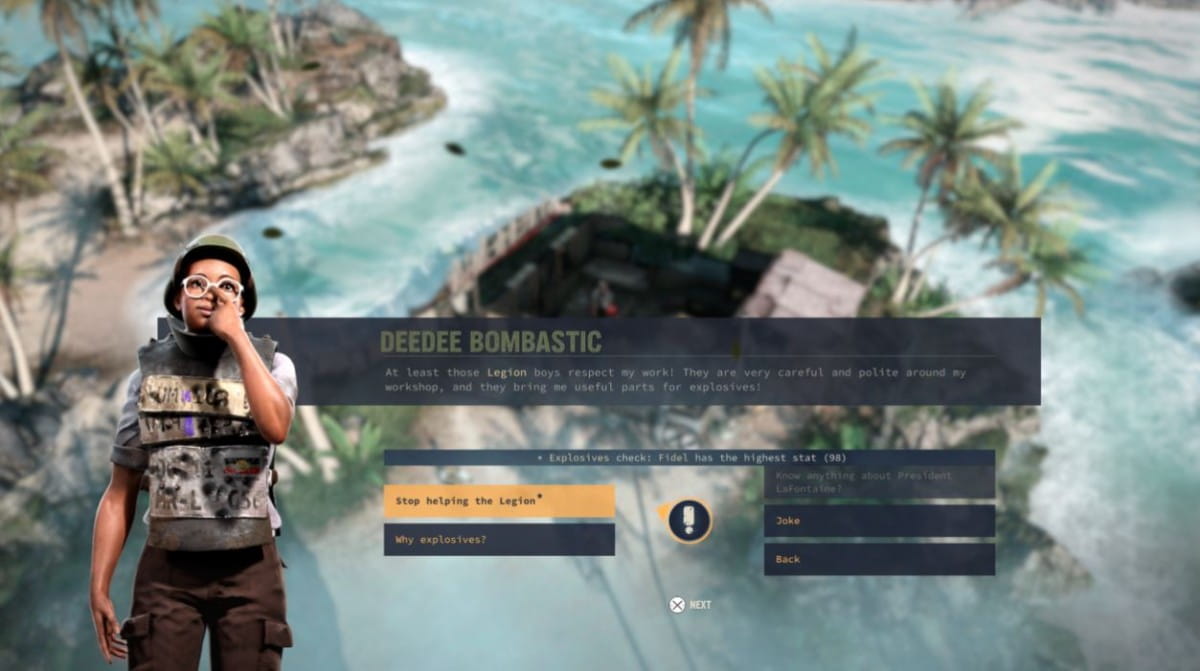 DEEDEE BOMBASTIC
At least those Legion boys respect my work! They are very careful and polite around my
workshop, and they bring me useful parts for explosives!
* Explosives check: Fidel has the highest stat (98)
Stop helping the Legion*
Why explosives?
Know anything about President
LaFontaine?
Joke
Back
NEXT